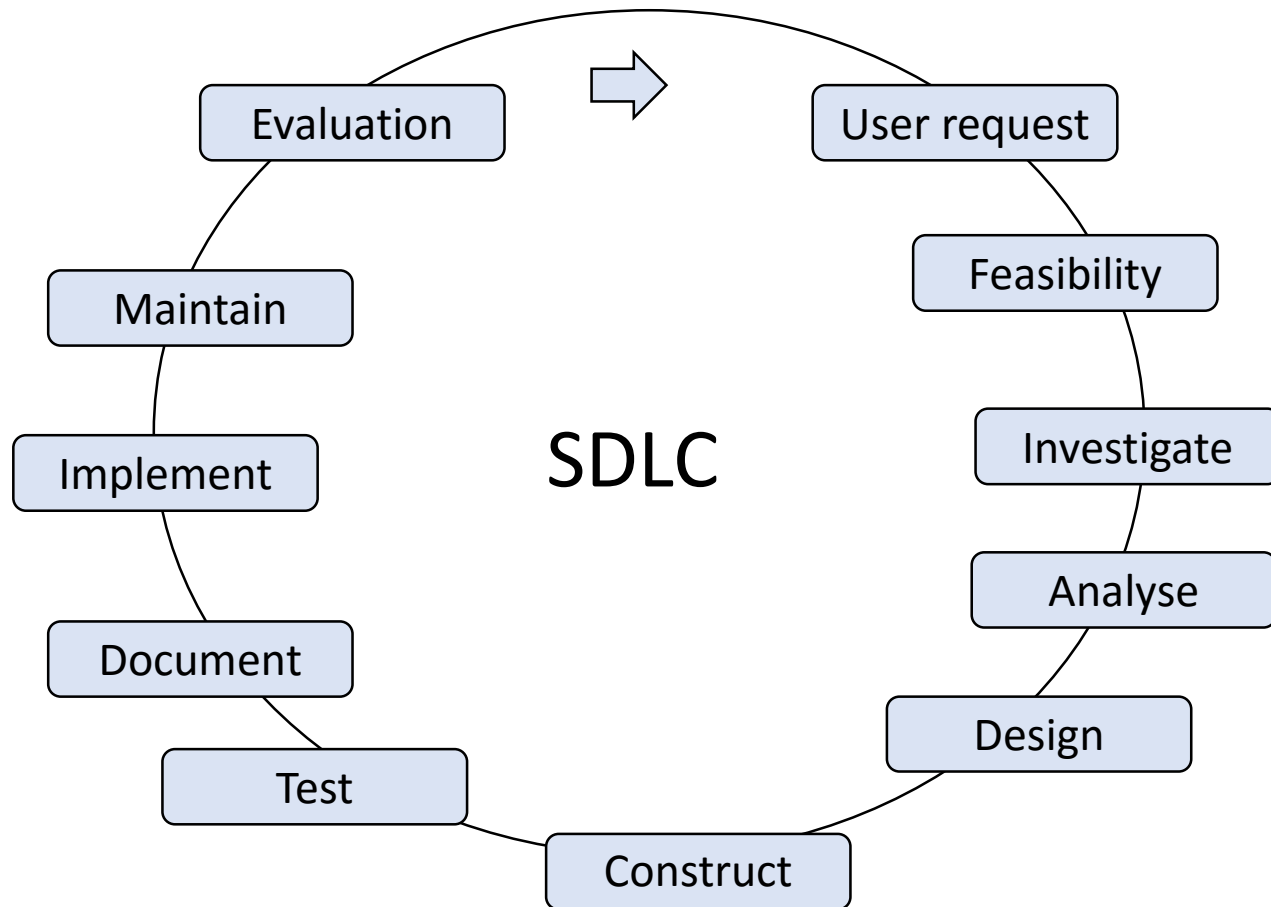 Evaluation
User request
Maintain
Feasibility
Implement
SDLC
Investigate
Document
Analyse
Test
Design
Construct